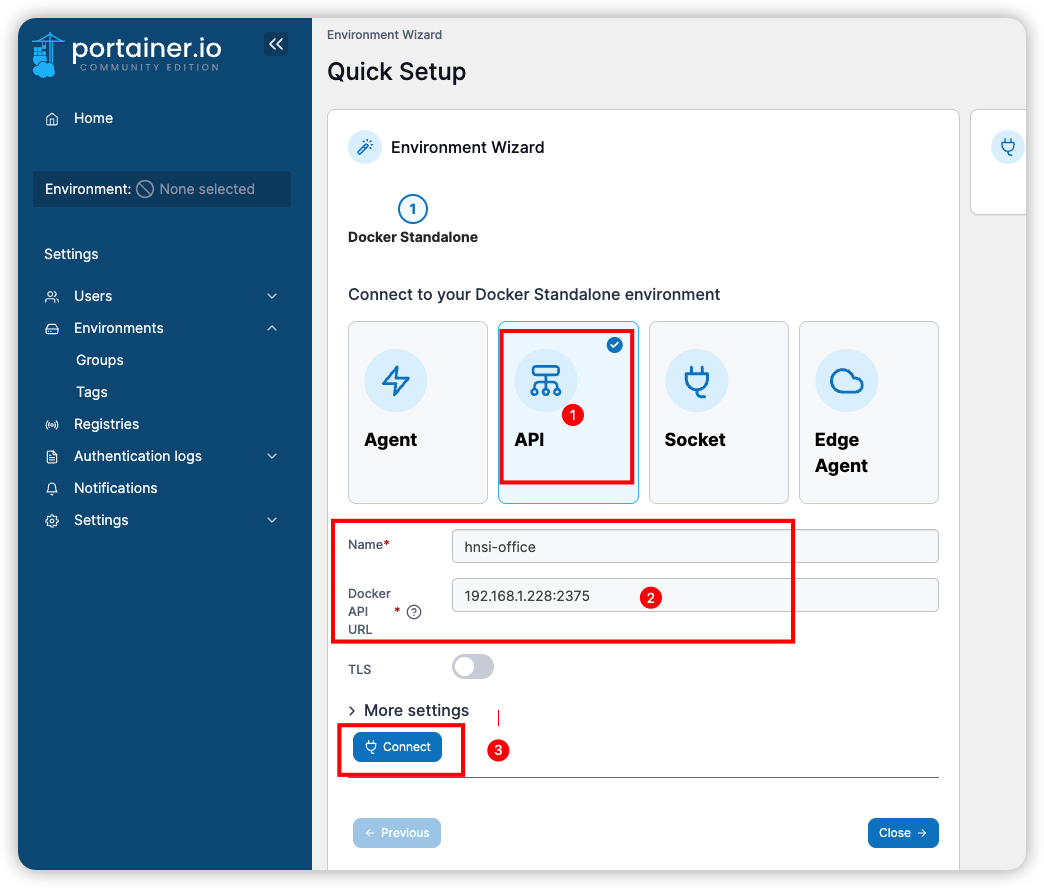 portainer.io
COMMUNITY EDITION
Home
Environment: None selected
Settings
Users
Environments
Groups
Tags
Registries
Authentication logs
Notifications
Settings
Environment Wizard
Quick Setup
Environment Wizard
1
Docker Standalone
Connect to your Docker Standalone environment
Agent
API
1
Socket
Edge
Agent
Name*
hnsi-office
Docker
API * ?
URL
192.168.1.228:2375
2
TLS
More settings
Connect
3
← Previous
Close →